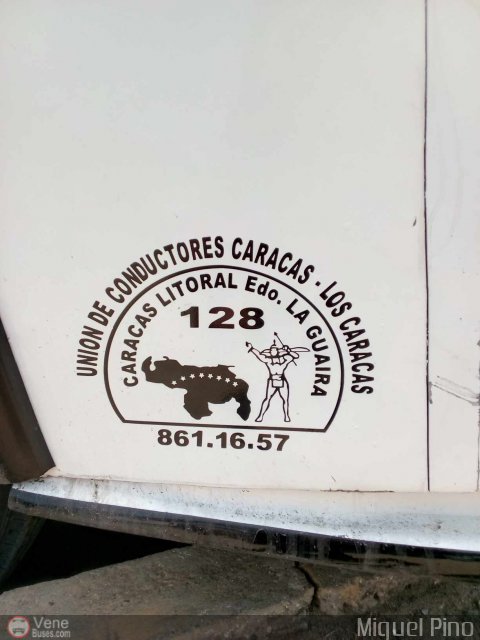 UNION DE CONDUCTORES CARACAS - LOS CARACAS
CARACAS LITORAL Edo. LA GUAIRA
128
861.16.57
Vene
Buses.com
Miguel Pino